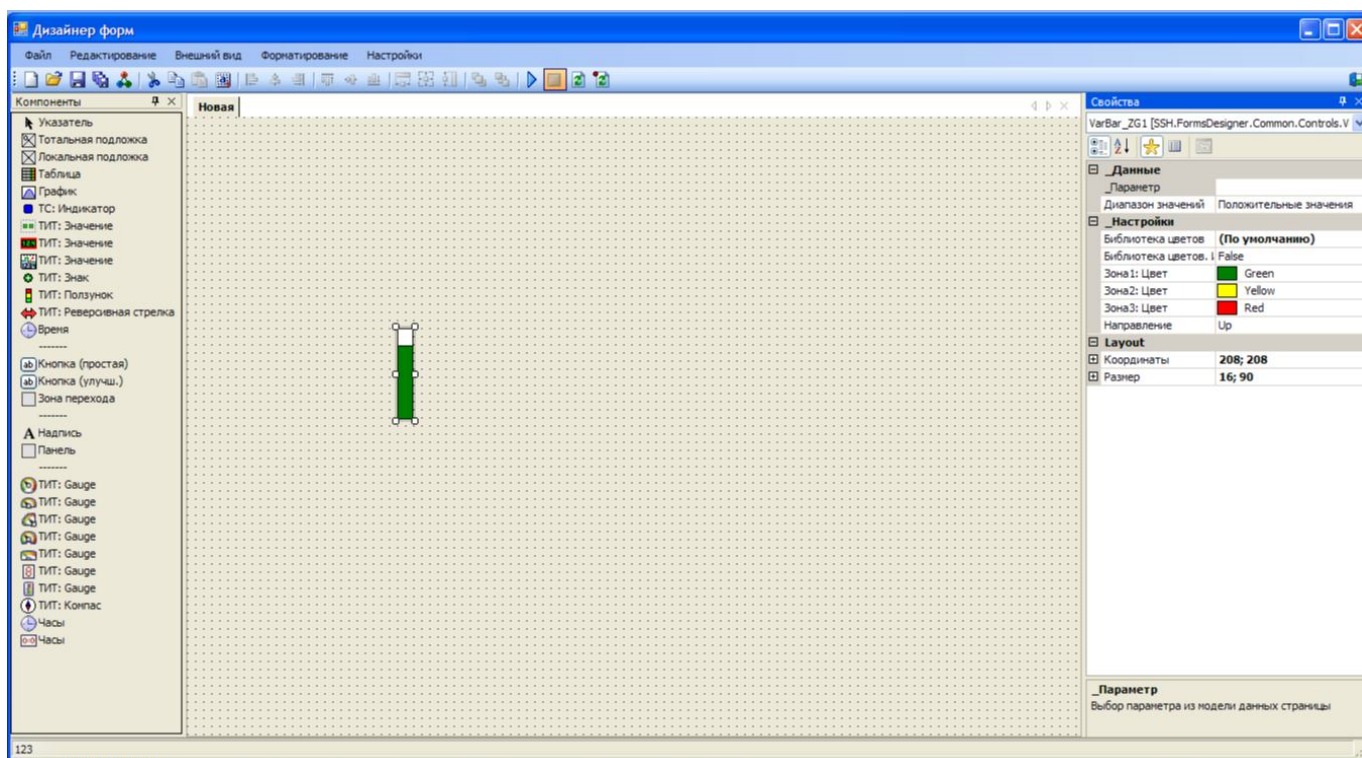 Дизайнер форм
Файл Редактирование Внешний вид Форматирование Настройки
Компоненты
Указатель
Тотальная подложка
Локальная подложка
Таблица
График
ТС: Индикатор
ТИТ: Значение
ТИТ: Значение
ТИТ: Значение
ТИТ: Знак
ТИТ: Ползунок
ТИТ: Реверсивная стрелка
Время
-------
Кнопка (простая)
Кнопка (улучш.)
Зона перехода
-------
Надпись
Панель
-------
ТИТ: Gauge
ТИТ: Gauge
ТИТ: Gauge
ТИТ: Gauge
ТИТ: Gauge
ТИТ: Gauge
ТИТ: Gauge
ТИТ: Компас
Часы
Часы
Новая
Свойства
VarBar_ZG1 [SSH.FormsDesigner.Common.Controls.V
_Данные
_Параметр
Диапазон значений Положительные значения
_Настройки
Библиотека цветов (По умолчанию)
Библиотека цветов. False
Зона1: Цвет Green
Зона2: Цвет Yellow
Зона3: Цвет Red
Направление Up
Layout
Координаты 208; 208
Размер 16; 90
_Параметр
Выбор параметра из модели данных страницы
123